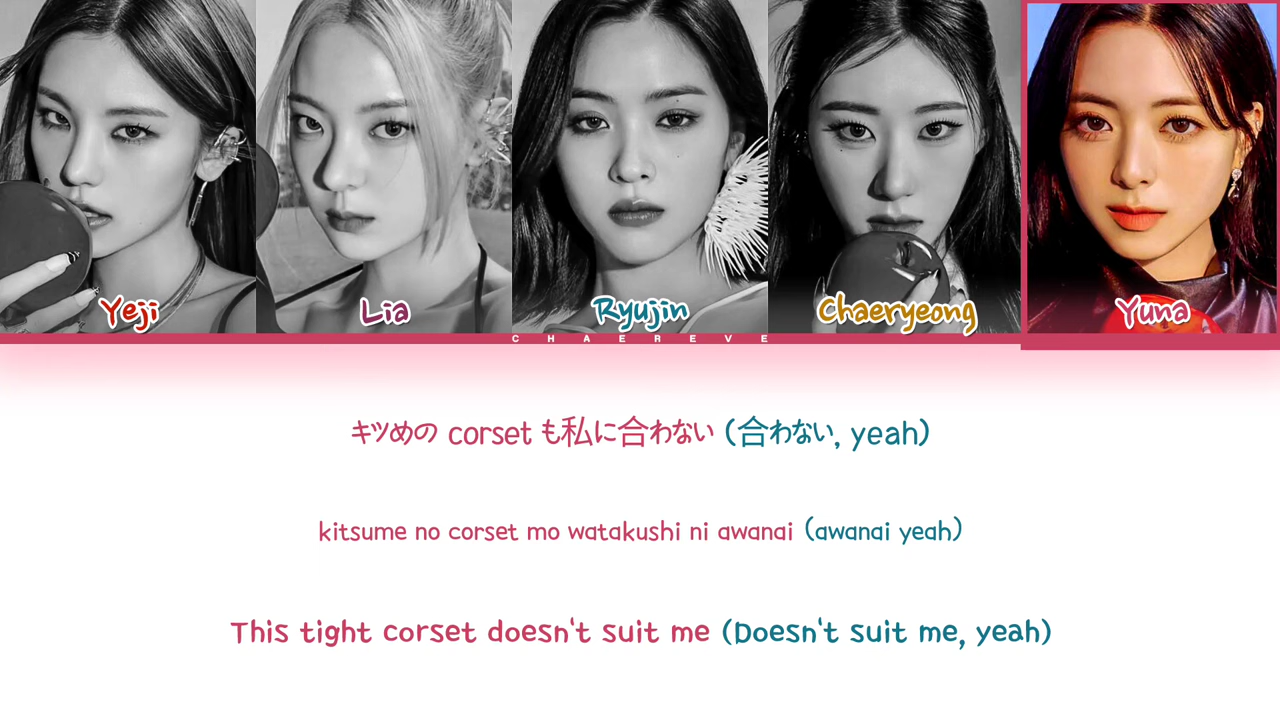 Yeji Lia Ryujin Chaeryeong Yuna
CHAEREVE
キツめの corset も私に合わない (合わない, yeah)
kitsume no corset mo watakushi ni awanai (awanai yeah)
This tight corset doesn't suit me (Doesn't suit me, yeah)